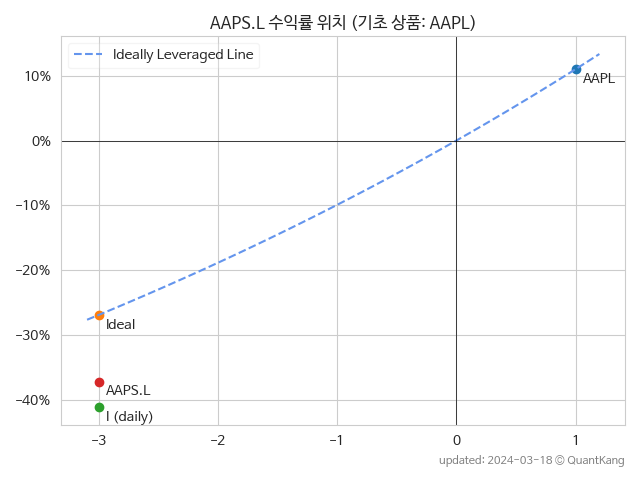 AAPS.L 수익률 위치 (기초 상품: AAPL)
Ideally Leveraged Line
10%
0%
−10%
−20%
−30%
−40%
AAPL
Ideal
AAPS.L
I (daily)
−3
−2
−1
0
1
updated: 2024-03-18 © QuantKang